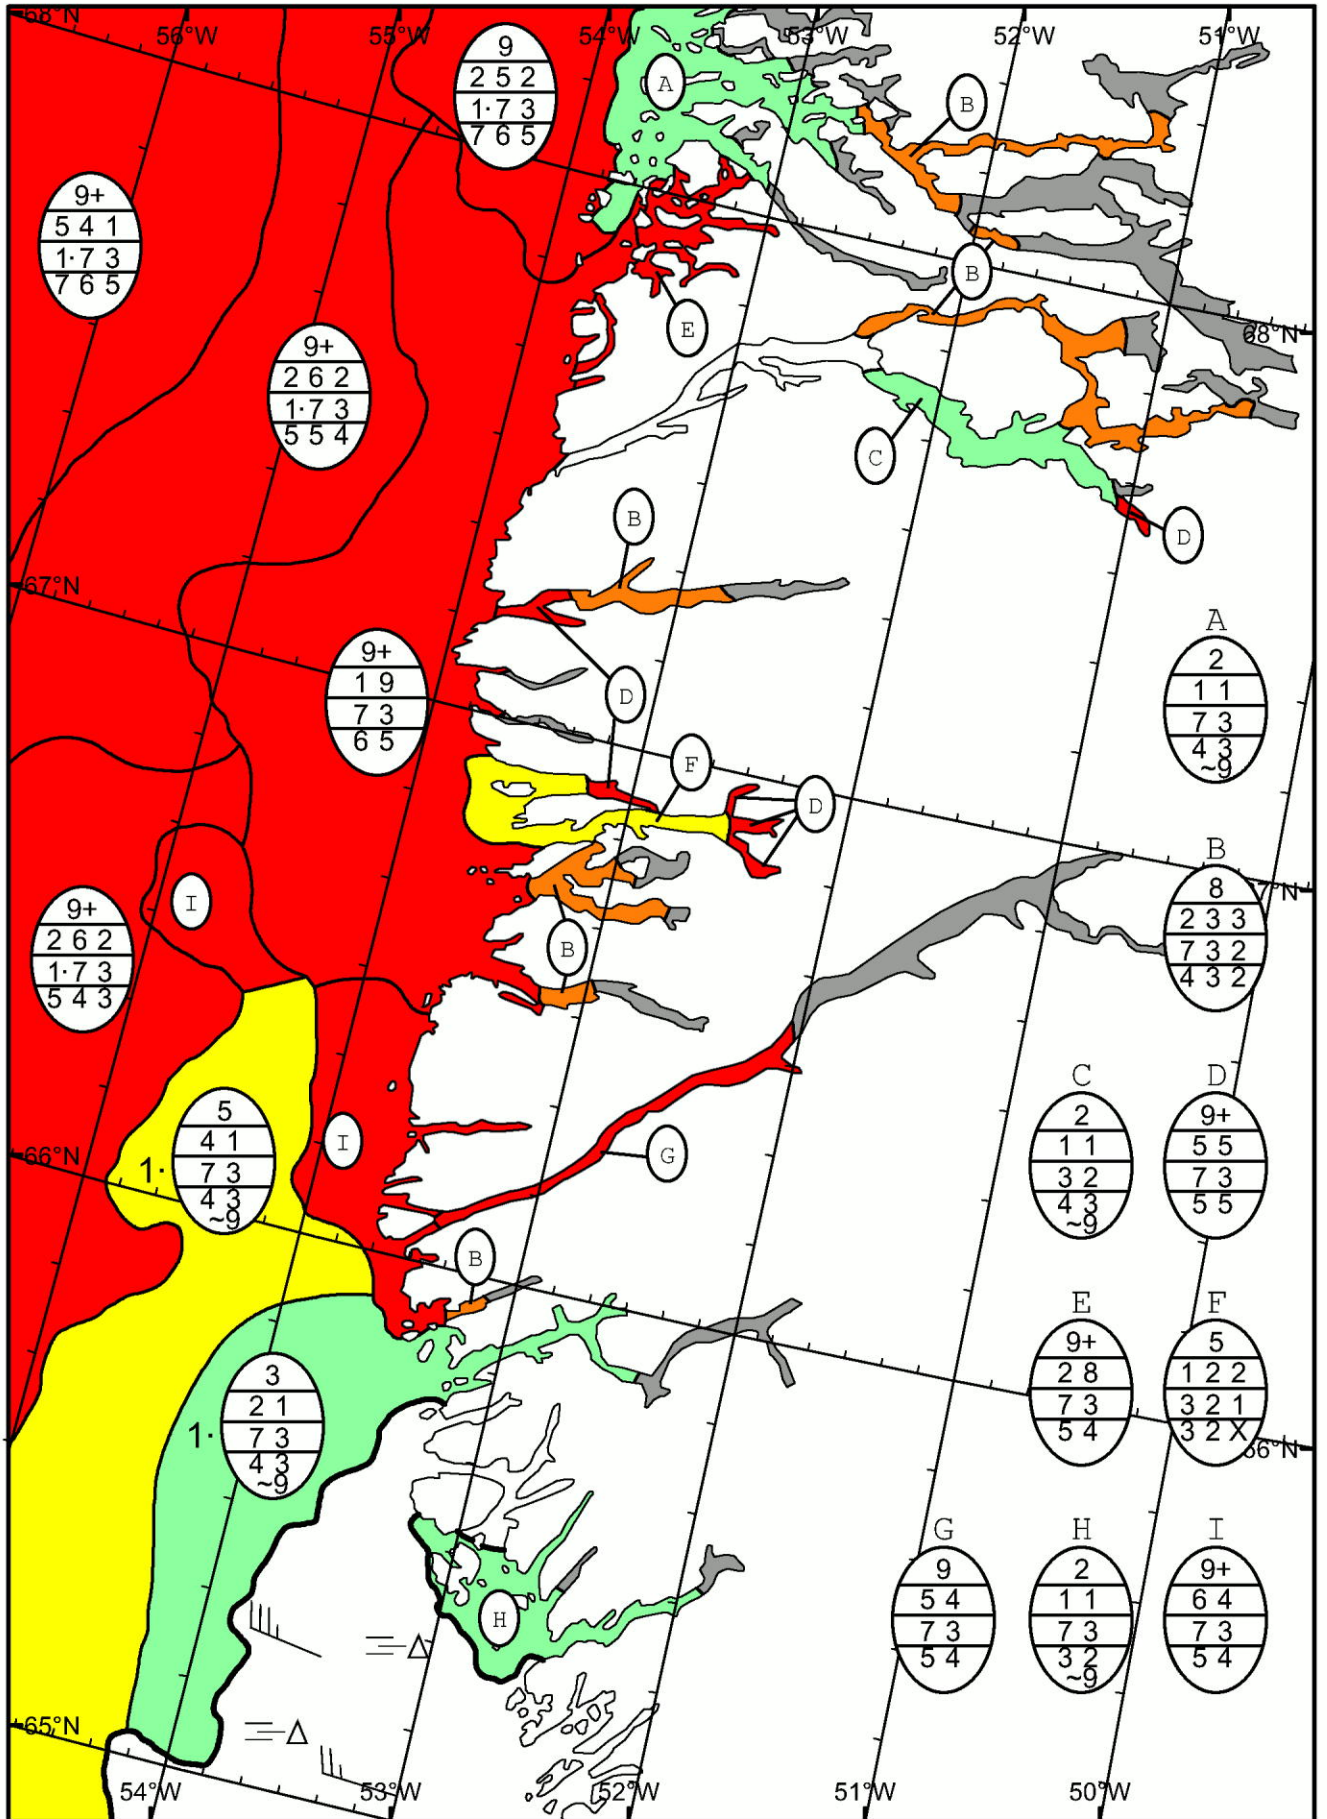 68°N
56°W
55°W
54°W
53°W
52°W
51°W
9
2 5 2
1·7 3
7 6 5
A
B
9+
5 4 1
1·7 3
7 6 5
B
E
68°N
9+
2 6 2
1·7 3
5 5 4
C
B
D
67°N
A
2
1 1
7 3
4 3
~9
9+
1 9
7 3
6 5
D
F
D
B
8
2 3 3
7 3 2
4 3 2
7°N
I
9+
2 6 2
1·7 3
5 4 3
B
66°N
1·
5
4 1
7 3
4 3
~9
I
G
C
2
1 1
3 2
4 3
~9
D
9+
5 5
7 3
5 5
B
E
9+
2 8
7 3
5 4
F
5
1 2 2
3 2 1
3 2 X
66°N
1·
3
2 1
7 3
4 3
~9
G
9
5 4
7 3
5 4
H
2
1 1
7 3
3 2
~9
I
9+
6 4
7 3
5 4
H
65°N
54°W
53°W
52°W
51°W
50°W